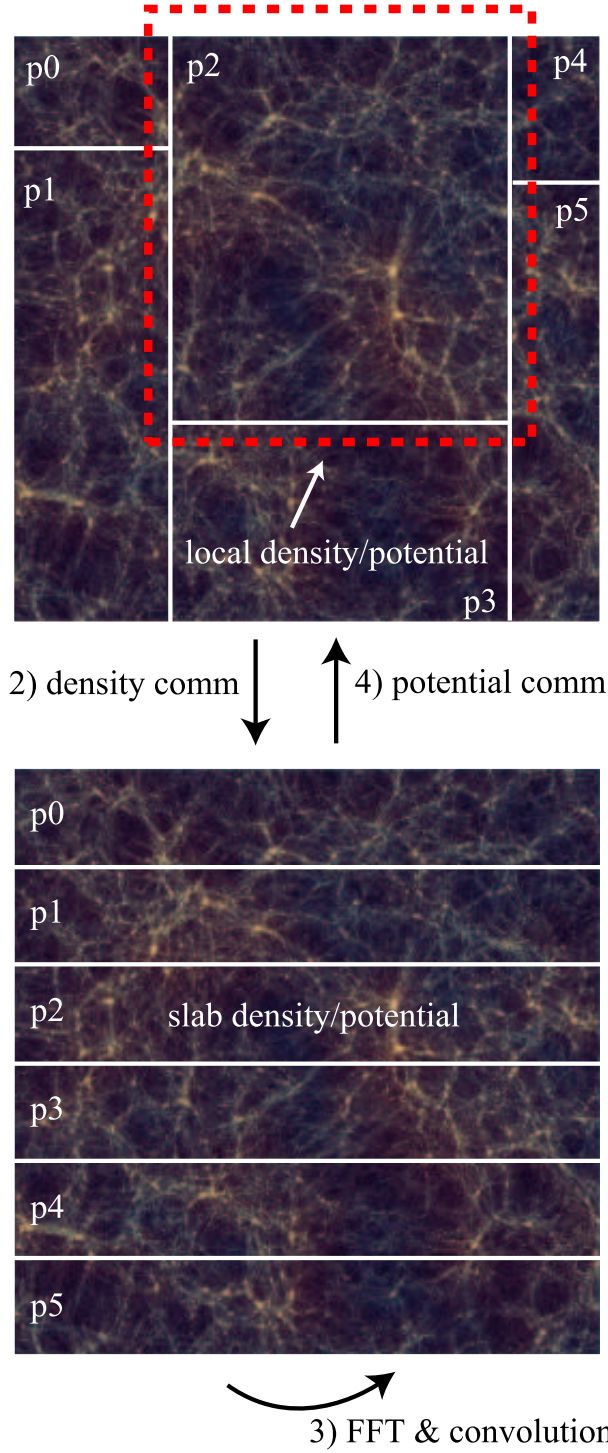 p0
p2
p4
p1
p5
local density/potential
p3
2) density comm
4) potential comm
p0
p1
p2
slab density/potential
p3
p4
p5
3) FFT & convolution